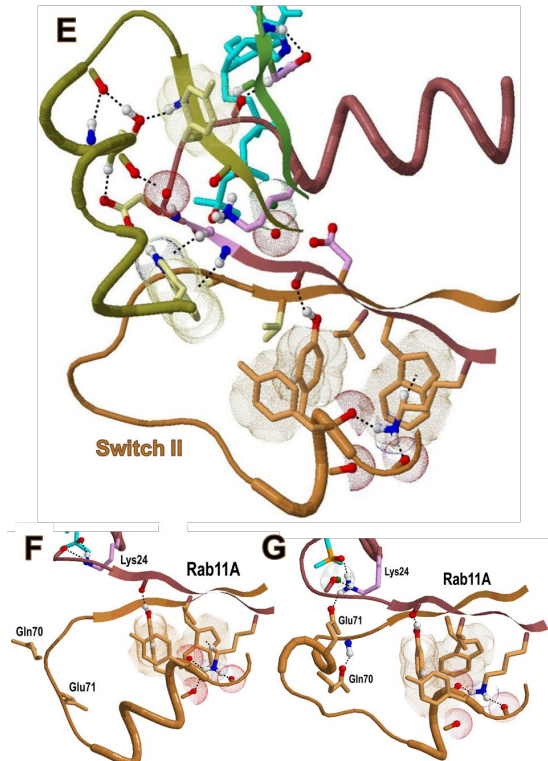 E
Switch II
F
Lys24
Rab11A
Gln70
Glu71
G
Lys24
Rab11A
Glu71
Gln70